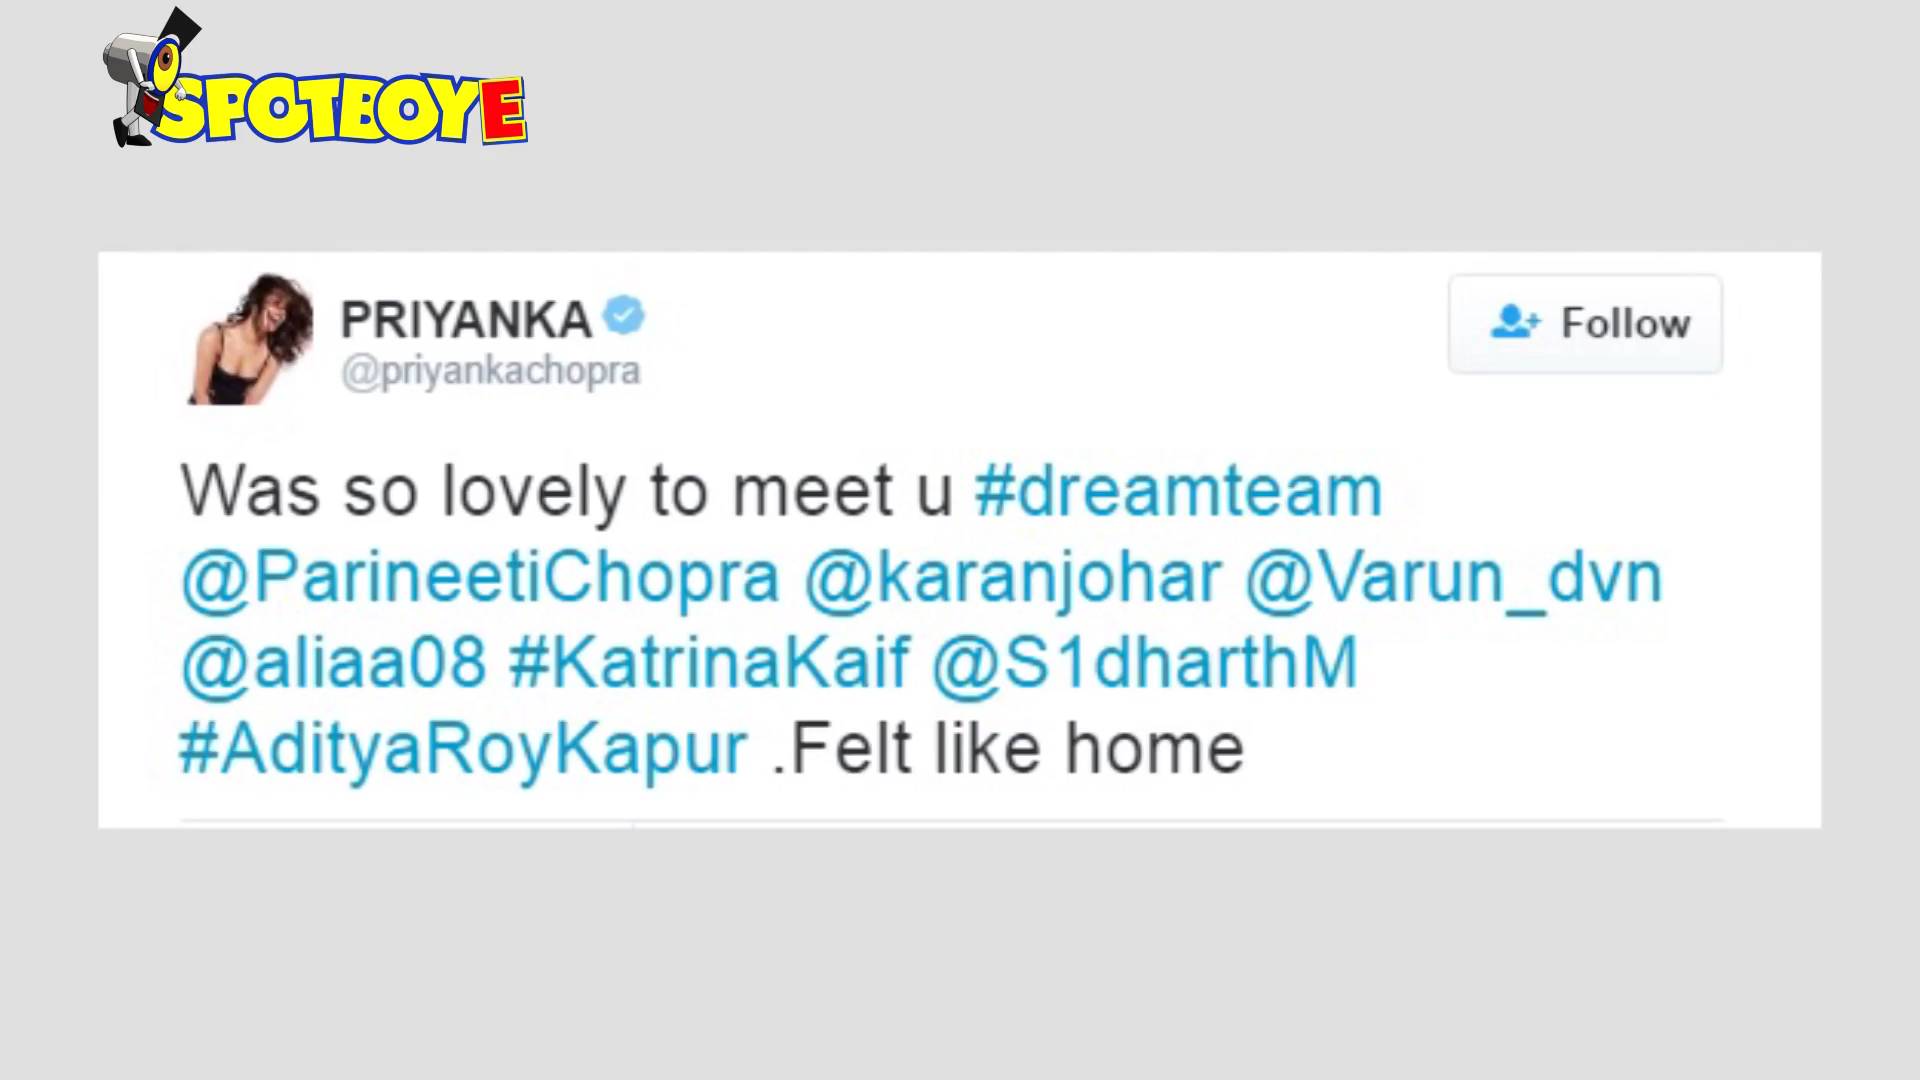 SPOTBOYE
PRIYANKA
@priyankachopra
Follow
Was so lovely to meet u #dreamteam
@ParineetiChopra @karanjohar @Varun_dvn
@aliaa08 #KatrinaKaif @S1dharthM
#AdityaRoyKapur .Felt like home